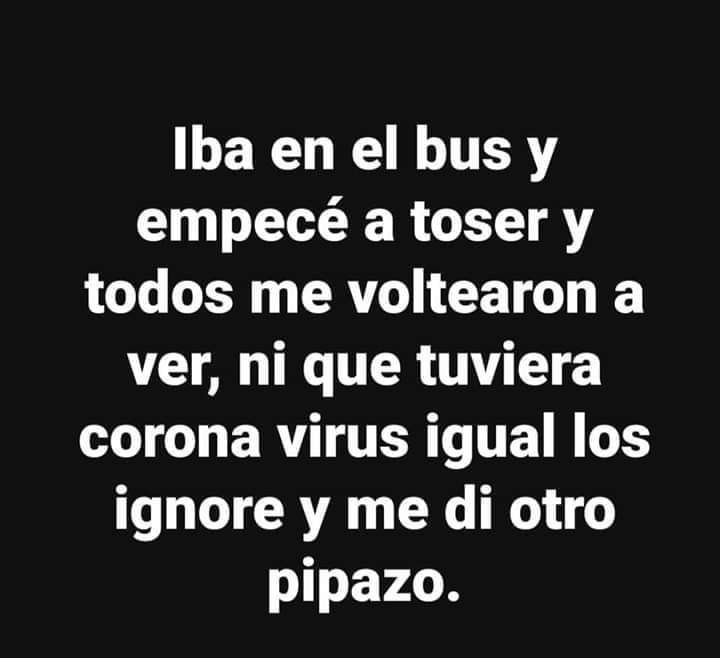 Iba en el bus y
empecé a toser y
todos me voltearon a
ver, ni que tuviera
corona virus igual los
ignore y me di otro
pipazo.